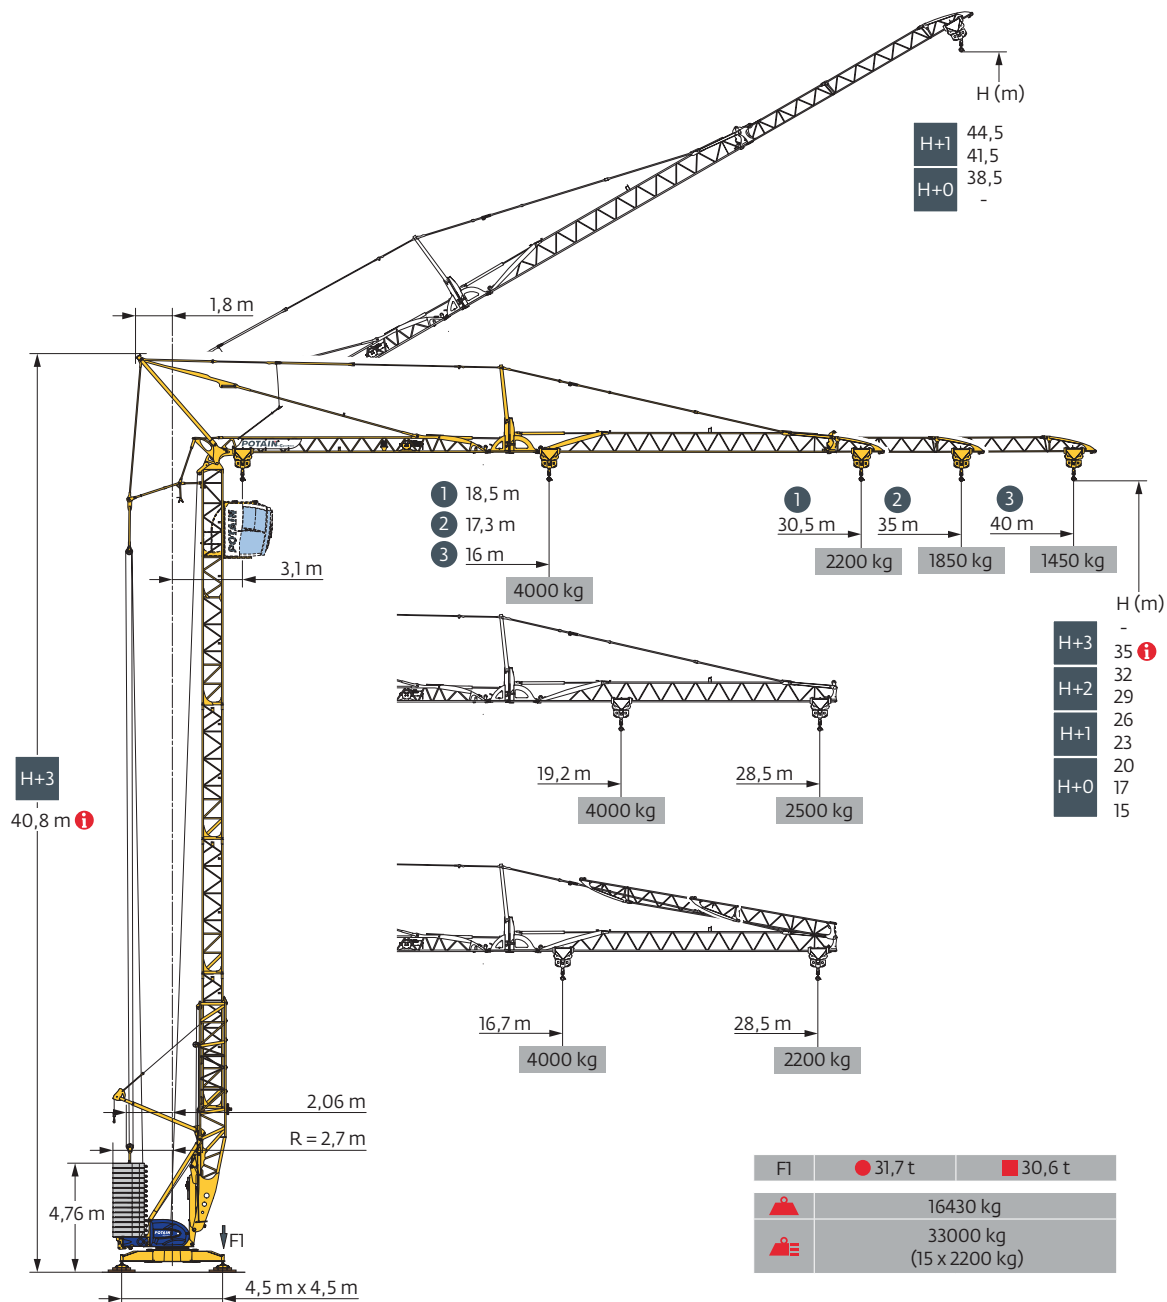 H (m)
H+1
44,5
41,5
H+0
38,5
-
1,8 m
POTAIN
1 18,5 m
2 17,3 m
3 16 m
4000 kg
1
30,5 m
2200 kg
2
35 m
1850 kg
3
40 m
1450 kg
POTAIN
3,1 m
H (m)
H+3
-
35 i
H+2
32
29
H+1
26
23
H+0
20
17
15
19,2 m
4000 kg
28,5 m
2500 kg
H+3
40,8 m i
16,7 m
4000 kg
28,5 m
2200 kg
2,06 m
R = 2,7 m
4,76 m
POTAIN
F1
4,5 m x 4,5 m
F1 31,7 t 30,6 t
16430 kg
33000 kg
(15 x 2200 kg)